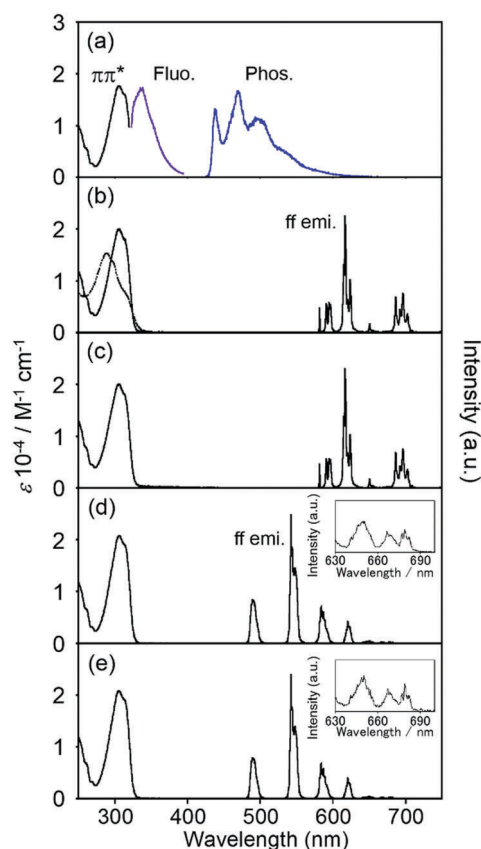 (a)
ππ*
Fluo.
Phos.
3
2
1
0
(b)
ff emi.
2
1
0
(c)
2
1
0
(d)
ff emi.
2
1
0
Intensity (a.u.)
630 660 690
Wavelength / nm
(e)
2
1
0
Intensity (a.u.)
630 660 690
Wavelength / nm
300 400 500 600 700
Wavelength (nm)
ε 10⁻⁴ / M⁻¹ cm⁻¹
Intensity (a.u.)